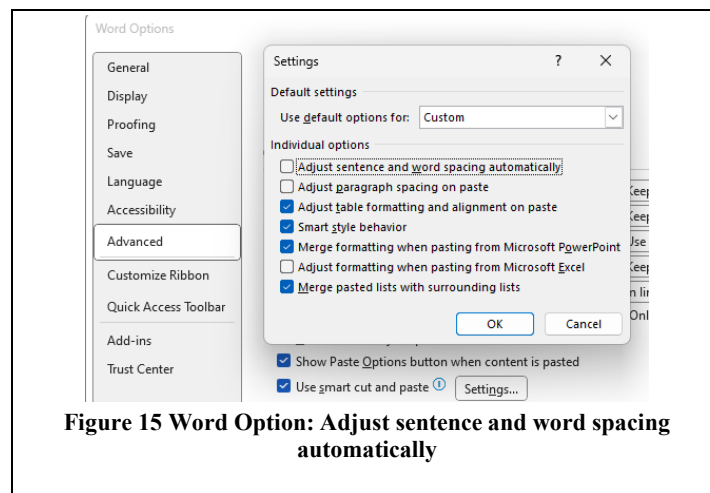 Word Options
General
Display
Proofing
Save
Language
Accessibility
Advanced
Customize Ribbon
Quick Access Toolbar
Add-ins
Trust Center
Settings ?
Default settings
Use default options for: Custom
Individual options
Adjust sentence and word spacing automatically
Adjust paragraph spacing on paste
Adjust table formatting and alignment on paste
Smart style behavior
Merge formatting when pasting from Microsoft PowerPoint
Adjust formatting when pasting from Microsoft Excel
Merge pasted lists with surrounding lists
OK Cancel
Show Paste Options button when content is pasted
Use smart cut and paste Settings...
Figure 15 Word Option: Adjust sentence and word spacing
automatically